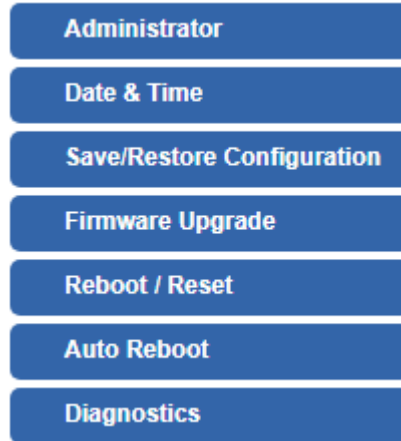 Administrator
Date & Time
Save/Restore Configuration
Firmware Upgrade
Reboot / Reset
Auto Reboot
Diagnostics